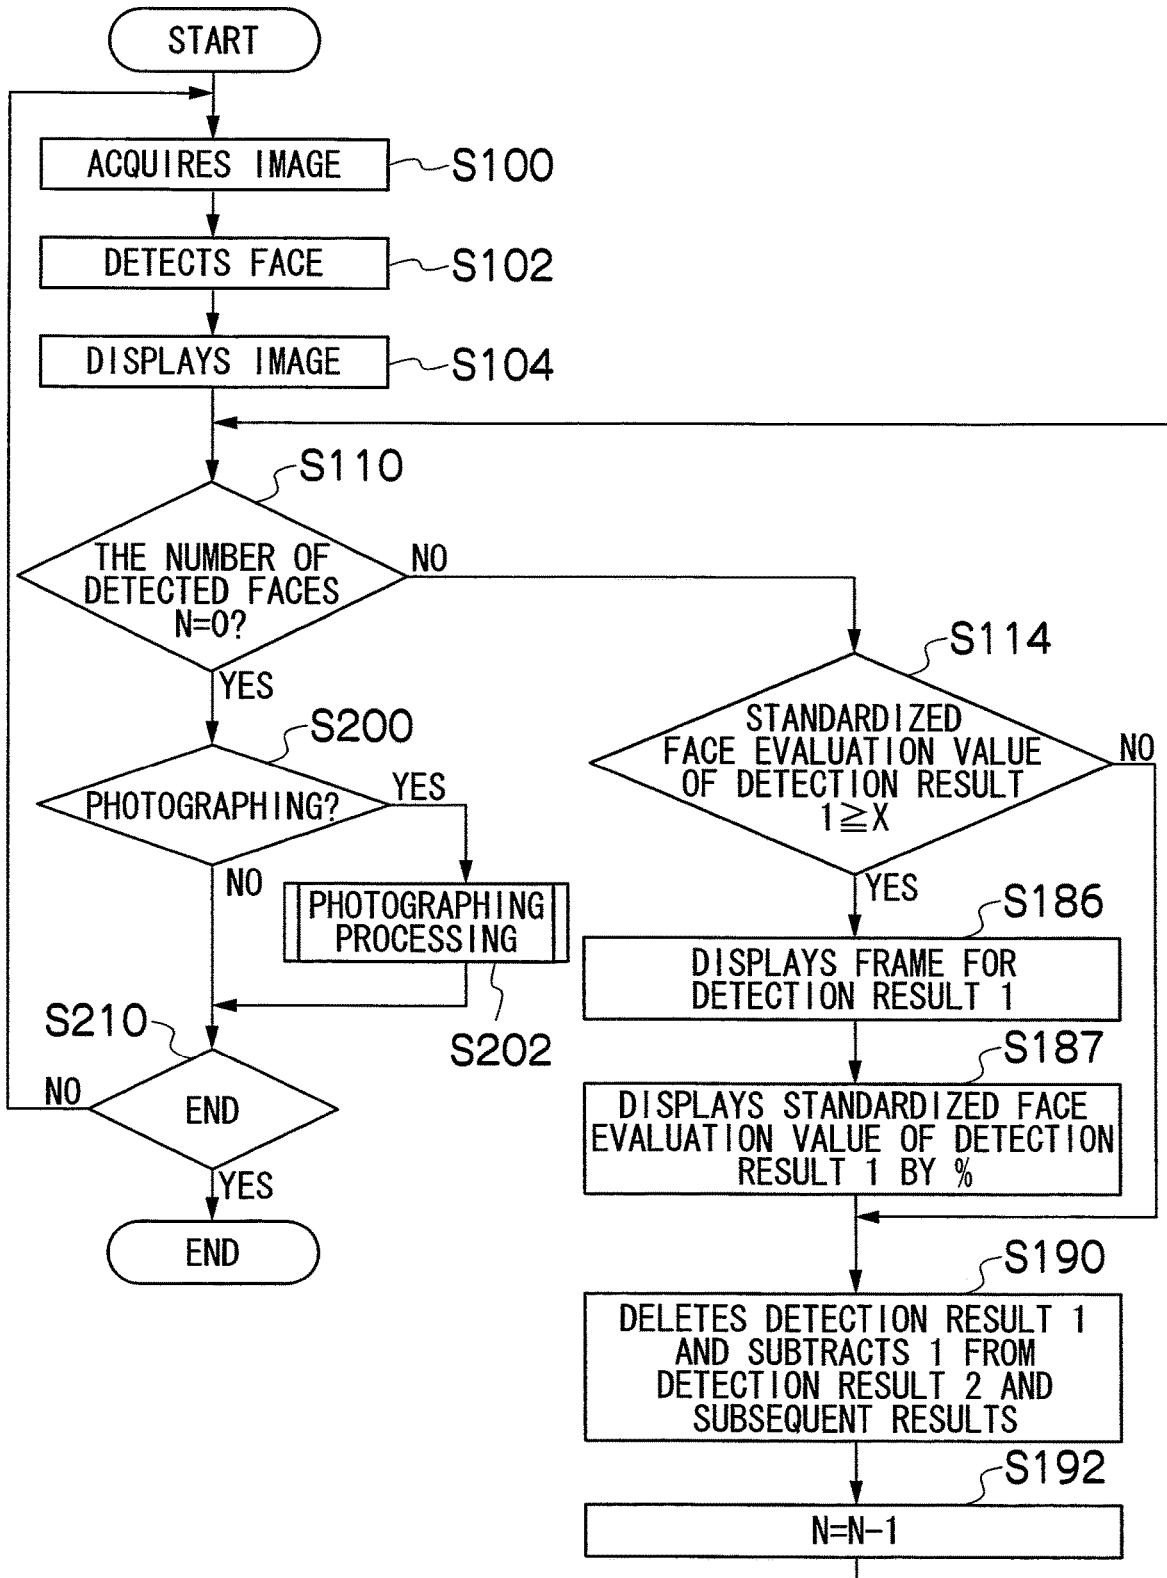 START
ACQUIRES IMAGE
S100
DETECTS FACE
S102
DISPLAYS IMAGE
S104
S110
THE NUMBER OF
DETECTED FACES
N=0?
NO
YES
S200
PHOTOGRAPHING?
YES
NO
PHOTOGRAPHING
PROCESSING
S202
S210
END
NO
YES
END
S114
STANDARDIZED
FACE EVALUATION VALUE
OF DETECTION RESULT
1≧X
NO
YES
S186
DISPLAYS FRAME FOR
DETECTION RESULT 1
S187
DISPLAYS STANDARDIZED FACE
EVALUATION VALUE OF DETECTION
RESULT 1 BY %
S190
DELETES DETECTION RESULT 1
AND SUBTRACTS 1 FROM
DETECTION RESULT 2 AND
SUBSEQUENT RESULTS
S192
N=N-1